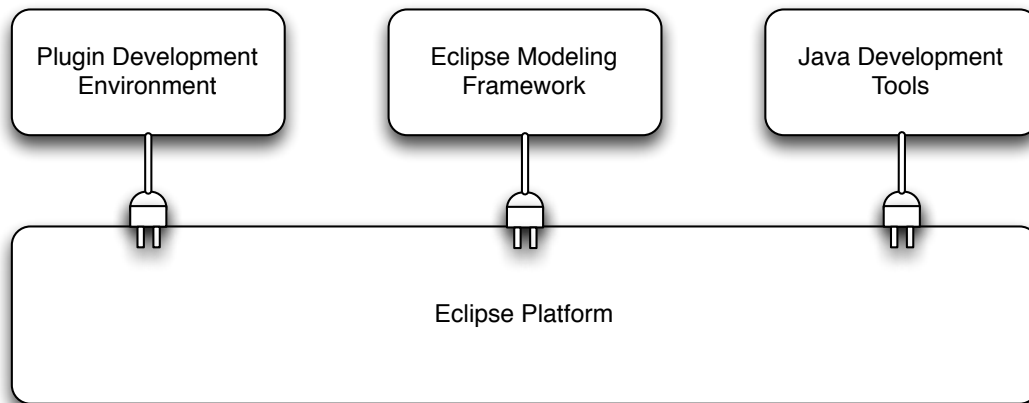 Plugin Development
Environment
Eclipse Modeling
Framework
Java Development
Tools
Eclipse Platform